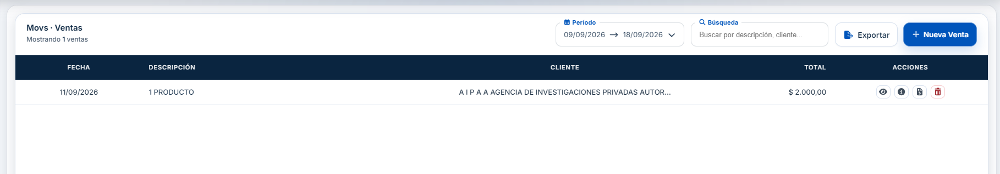 Movs · Ventas
Mostrando 1 ventas
Período
09/09/2026 → 18/09/2026
Búsqueda
Buscar por descripción, cliente...
Exportar
+ Nueva Venta
FECHA DESCRIPCIÓN CLIENTE TOTAL ACCIONES
11/09/2026 1 PRODUCTO A I P A A AGENCIA DE INVESTIGACIONES PRIVADAS AUTOR... $ 2.000,00